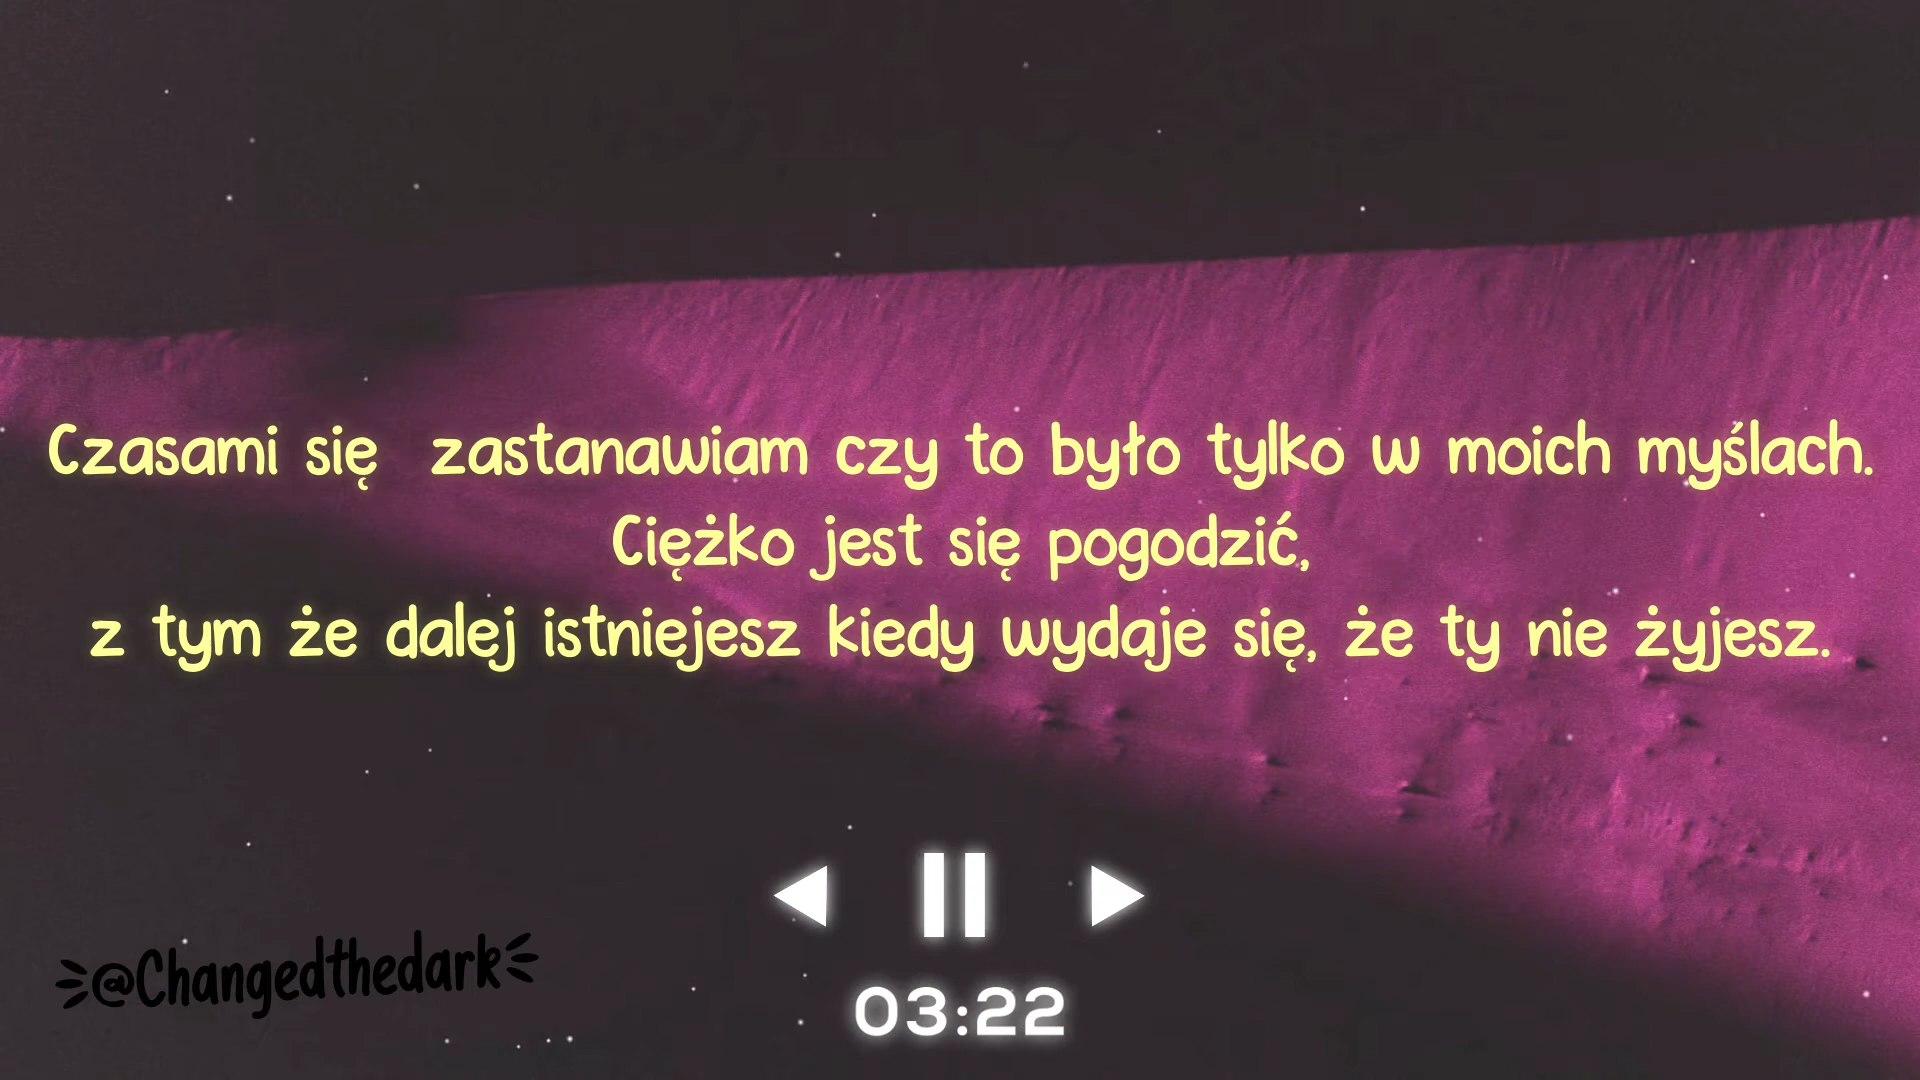 Czasami się  zastanawiam czy to było tylko w moich myślach.
Ciężko jest się pogodzić,
z tym że dalej istniejesz kiedy wydaje się, że ty nie żyjesz.
@Changedthedark
03:22